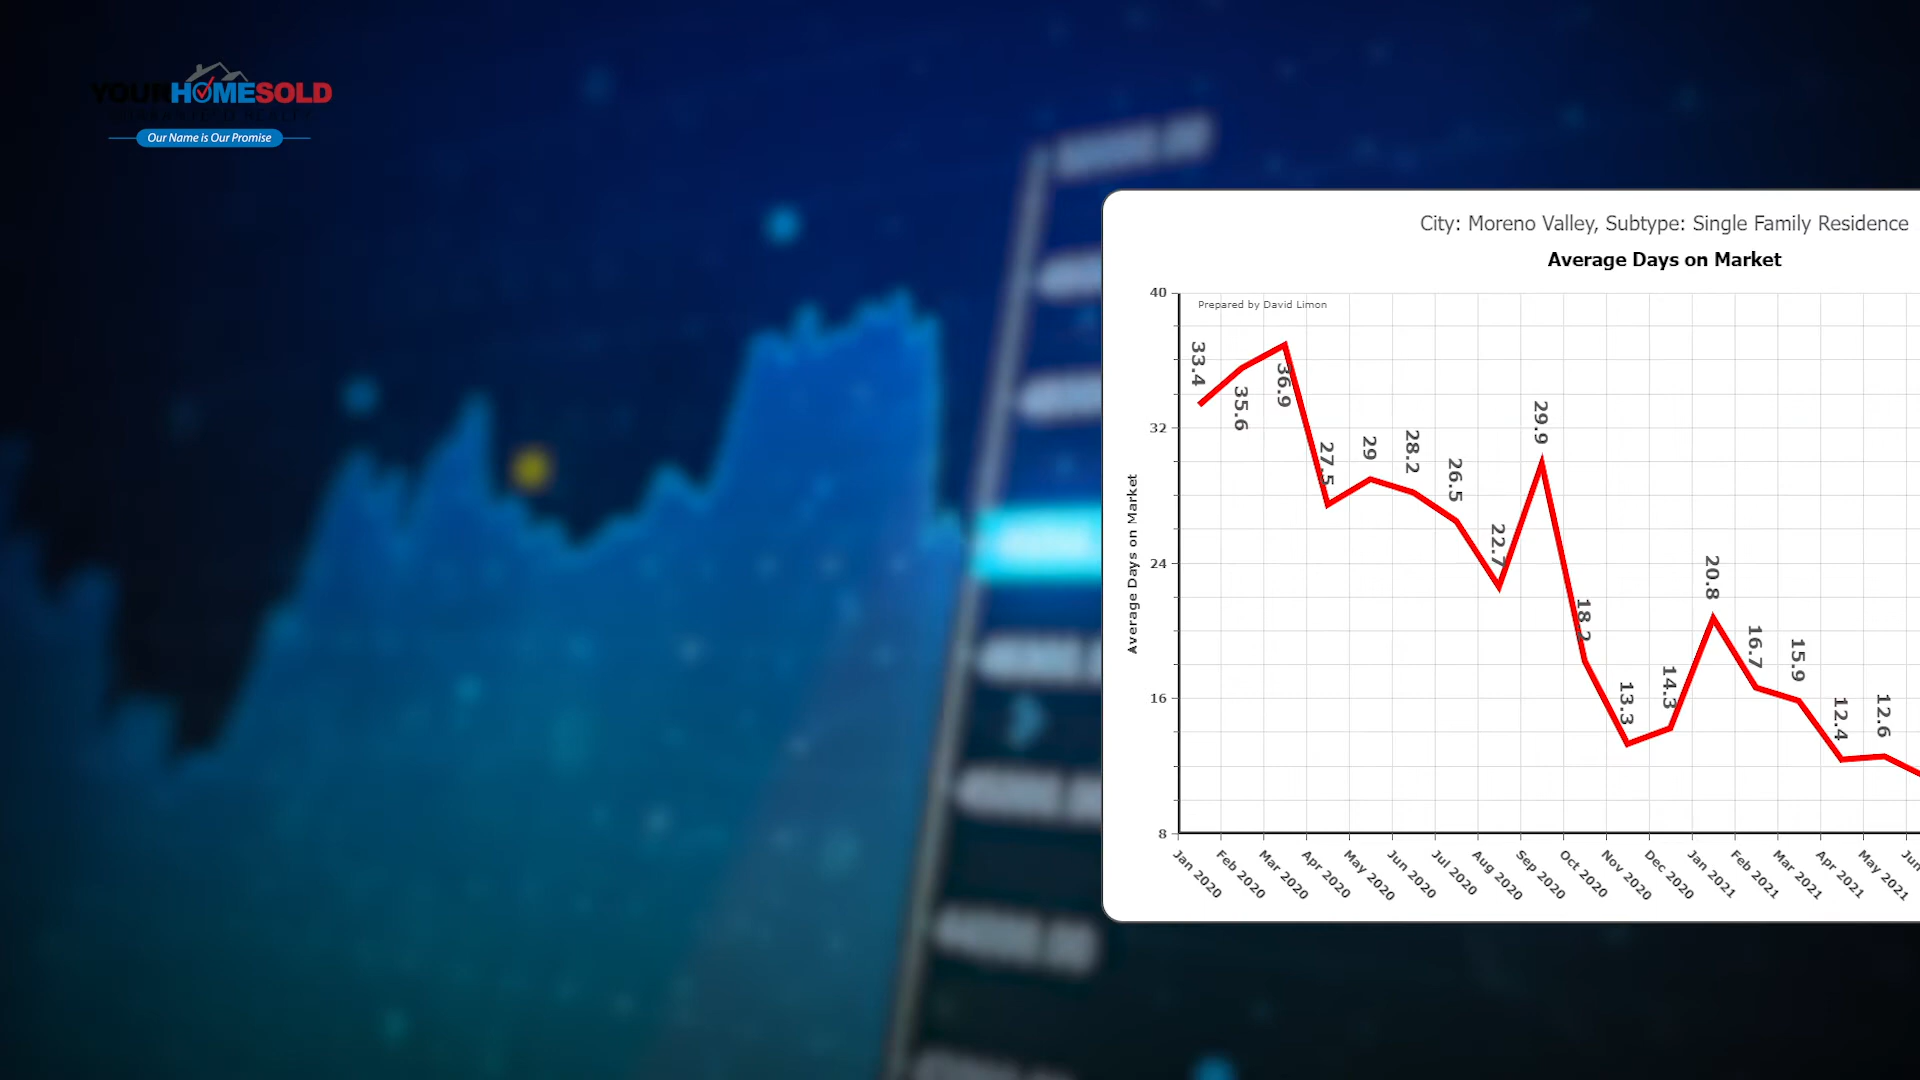 YOURHOMESOLD
Our Name is Our Promise
City: Moreno Valley, Subtype: Single Family Residence
Average Days on Market
Prepared by David Limon
Average Days on Market
40
32
24
16
8
33.4
35.6
36.9
27.5
29
28.2
26.5
22.7
29.9
18.2
13.3
14.3
20.8
16.7
15.9
12.4
12.6
Jan 2020
Feb 2020
Mar 2020
Apr 2020
May 2020
Jun 2020
Jul 2020
Aug 2020
Sep 2020
Oct 2020
Nov 2020
Dec 2020
Jan 2021
Feb 2021
Mar 2021
Apr 2021
May 2021